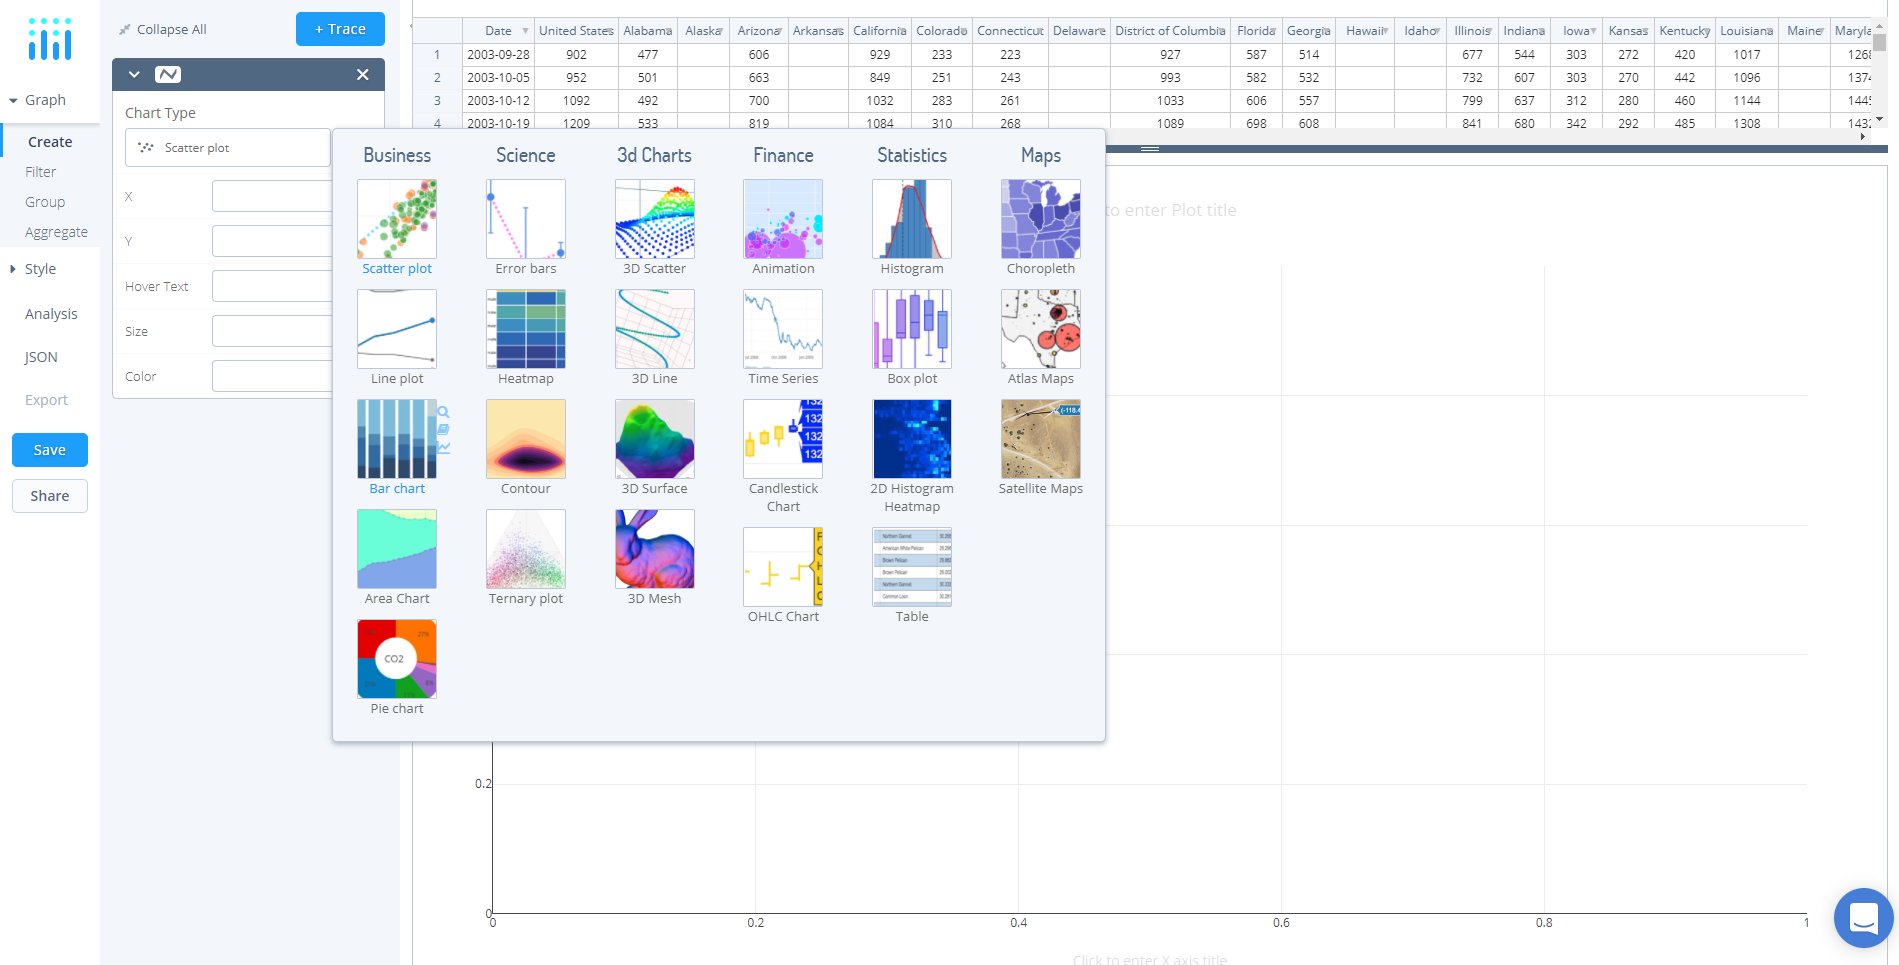 Collapse All
+ Trace
Graph
Create
Filter
Group
Aggregate
Style
Analysis
JSON
Export
Save
Share
Chart Type
Scatter plot
X
Y
Hover Text
Size
Color
Date United States Alabama Alaska Arizona Arkansas California Colorado Connecticut Delaware District of Columbia Florida Georgia Hawaii Idaho Illinois Indiana Iowa Kansas Kentucky Louisiana Maine Maryla
1 2003-09-28 902 477 606 929 233 223 927 587 514 677 544 303 272 420 1017 1268
2 2003-10-05 952 501 663 849 251 243 993 582 532 732 607 303 270 442 1096 1374
3 2003-10-12 1092 492 700 1032 283 261 1033 606 557 799 637 312 280 460 1144 1445
4 2003-10-19 1209 533 819 1084 310 268 1089 698 608 841 680 342 292 485 1308 1432
Business Science 3d Charts Finance Statistics Maps
Scatter plot Error bars 3D Scatter Animation Histogram Choropleth
Line plot Heatmap 3D Line Time Series Box plot Atlas Maps
Bar chart Contour 3D Surface Candlestick Chart 2D Histogram Heatmap Satellite Maps
Area Chart Ternary plot 3D Mesh OHLC Chart Table
CO2
27%
Pie chart
132
132
132
(-118.4
to enter Plot title
0.2
0
0 0.2 0.4 0.6 0.8 1
Click to enter X axis title